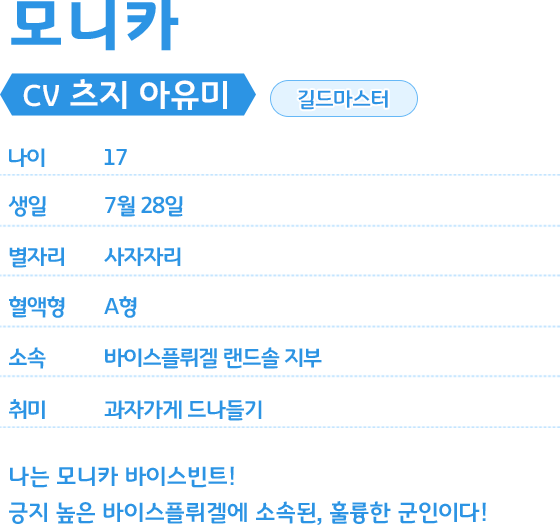 모니카
CV 츠지 아유미 길드마스터
나이 17
생일 7월 28일
별자리 사자자리
혈액형 A형
소속 바이스플뤼겔 랜드솔 지부
취미 과자가게 드나들기
나는 모니카 바이스빈트!
긍지 높은 바이스플뤼겔에 소속된, 훌륭한 군인이다!